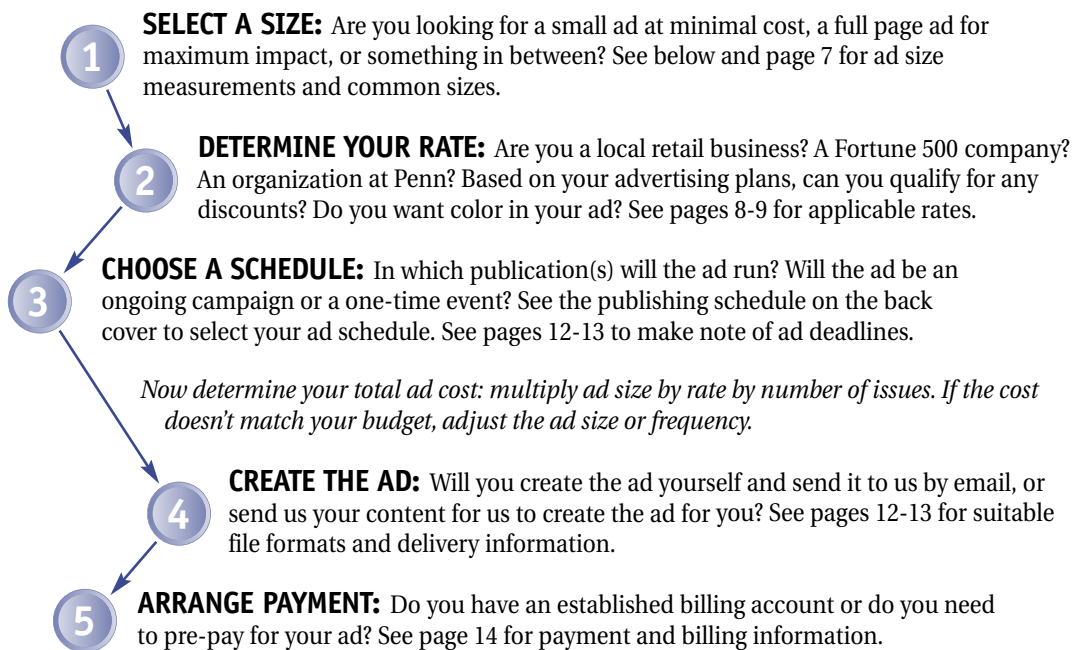 1
SELECT A SIZE: Are you looking for a small ad at minimal cost, a full page ad for
maximum impact, or something in between? See below and page 7 for ad size
measurements and common sizes.
2
DETERMINE YOUR RATE: Are you a local retail business? A Fortune 500 company?
An organization at Penn? Based on your advertising plans, can you qualify for any
discounts? Do you want color in your ad? See pages 8-9 for applicable rates.
3
CHOOSE A SCHEDULE: In which publication(s) will the ad run? Will the ad be an
ongoing campaign or a one-time event? See the publishing schedule on the back
cover to select your ad schedule. See pages 12-13 to make note of ad deadlines.
Now determine your total ad cost: multiply ad size by rate by number of issues. If the cost
doesn't match your budget, adjust the ad size or frequency.
4
CREATE THE AD: Will you create the ad yourself and send it to us by email, or
send us your content for us to create the ad for you? See pages 12-13 for suitable
file formats and delivery information.
5
ARRANGE PAYMENT: Do you have an established billing account or do you need
to pre-pay for your ad? See page 14 for payment and billing information.